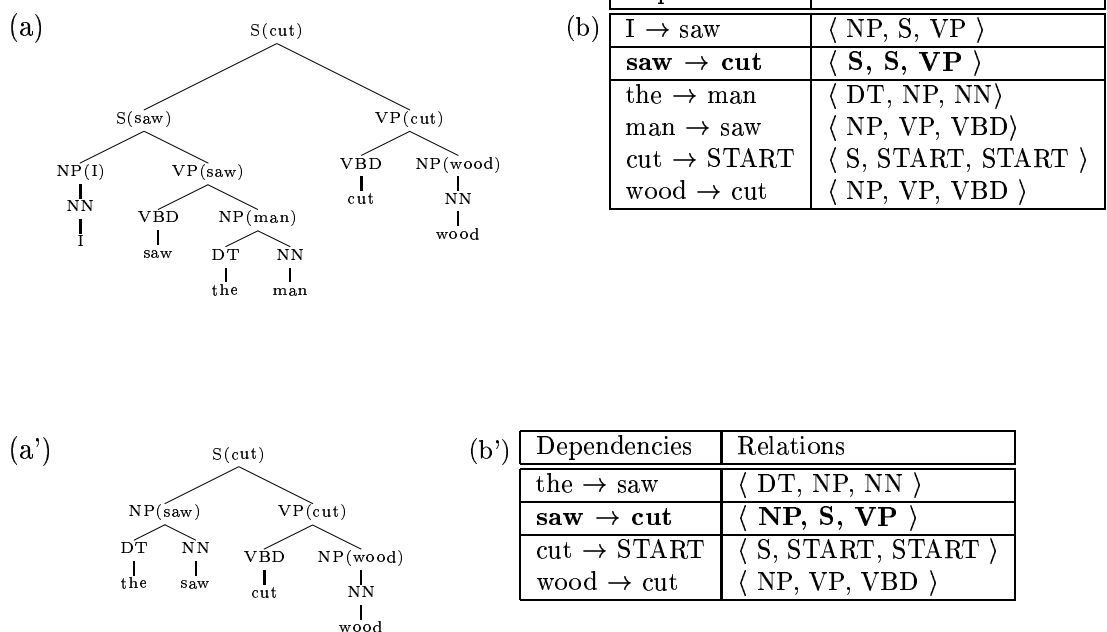 (a)
S(cut)
S(saw) VP(cut)
NP(I) VP(saw) VBD NP(wood)
NN VBD NP(man) cut NN
I saw DT NN wood
the man
(b)
I → saw ⟨ NP, S, VP ⟩
saw → cut ⟨ S, S, VP ⟩
the → man ⟨ DT, NP, NN⟩
man → saw ⟨ NP, VP, VBD⟩
cut → START ⟨ S, START, START ⟩
wood → cut ⟨ NP, VP, VBD ⟩
(a')
S(cut)
NP(saw) VP(cut)
DT NN VBD NP(wood)
the saw cut NN
wood
(b')
Dependencies Relations
the → saw ⟨ DT, NP, NN ⟩
saw → cut ⟨ NP, S, VP ⟩
cut → START ⟨ S, START, START ⟩
wood → cut ⟨ NP, VP, VBD ⟩